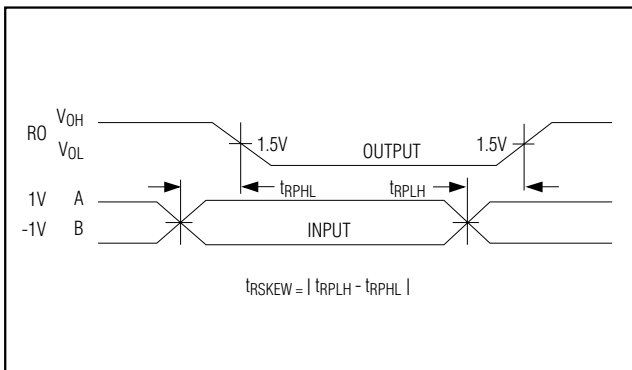 RO
VOH
VOL
1.5V
OUTPUT
1.5V
tRPHL
tRPLH
1V A
-1V B
INPUT
tRSKEW = | tRPLH - tRPHL |